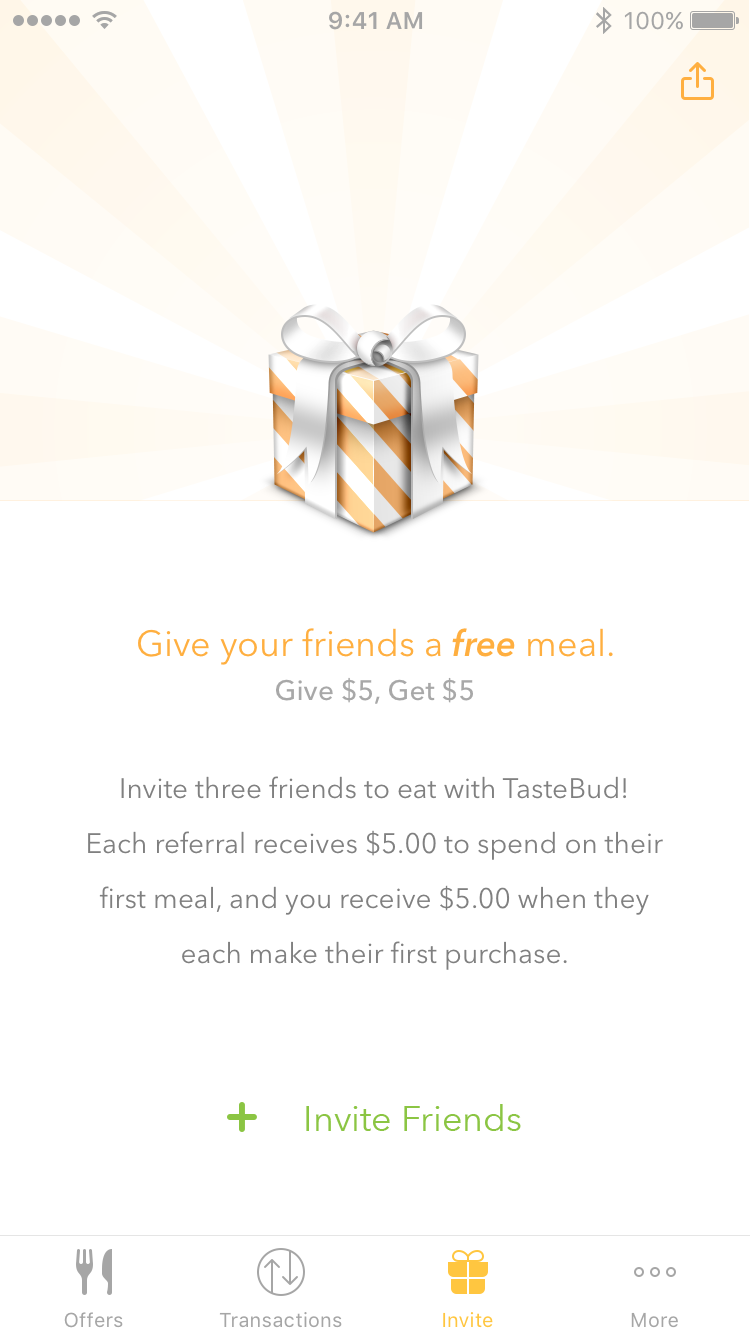 9:41 AM 100%
Give your friends a free meal.
Give $5, Get $5
Invite three friends to eat with TasteBud!
Each referral receives $5.00 to spend on their
first meal, and you receive $5.00 when they
each make their first purchase.
+ Invite Friends
Offers Transactions Invite More